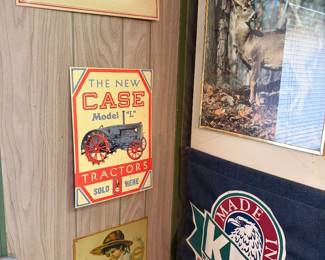 THE NEW
CASE
Model "L"
TRACTORS
SOLD HERE
MADE IN
K